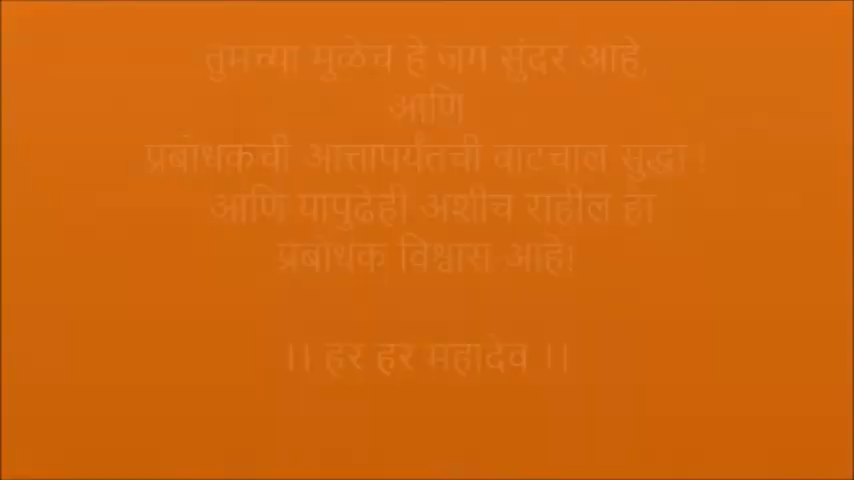 तुमच्या मुळेच हे जग सुंदर आहे,
आणि
प्रबोधकची आत्तापर्यंतची वाटचाल सुद्धा !
आणि यापुढेही अशीच राहील हा
प्रबोधक विश्वास आहे!
।। हर हर महादेव ।।